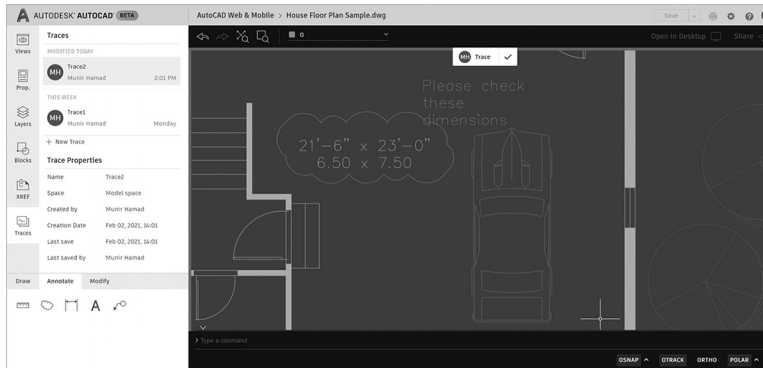 AUTODESK® AUTOCAD® BETA
AutoCAD Web & Mobile > House Floor Plan Sample.dwg
Save
Views
Prop.
Layers
Blocks
XREF
Traces
Traces
MODIFIED TODAY
MH
Trace2
Munir Hamad
2:01 PM
THIS WEEK
MH
Trace1
Munir Hamad
Monday
+ New Trace
Trace Properties
Name Trace2
Space Model space
Created by Munir Hamad
Creation Date Feb 02, 2021, 14:01
Last save Feb 02, 2021, 14:01
Last saved by Munir Hamad
Draw Annotate Modify
A
0
Open in Desktop
Share
MH Trace
Please check
these
dimensions
21'-6" x 23'-0"
6.50 x 7.50
> Type a command
OSNAP OTRACK ORTHO POLAR